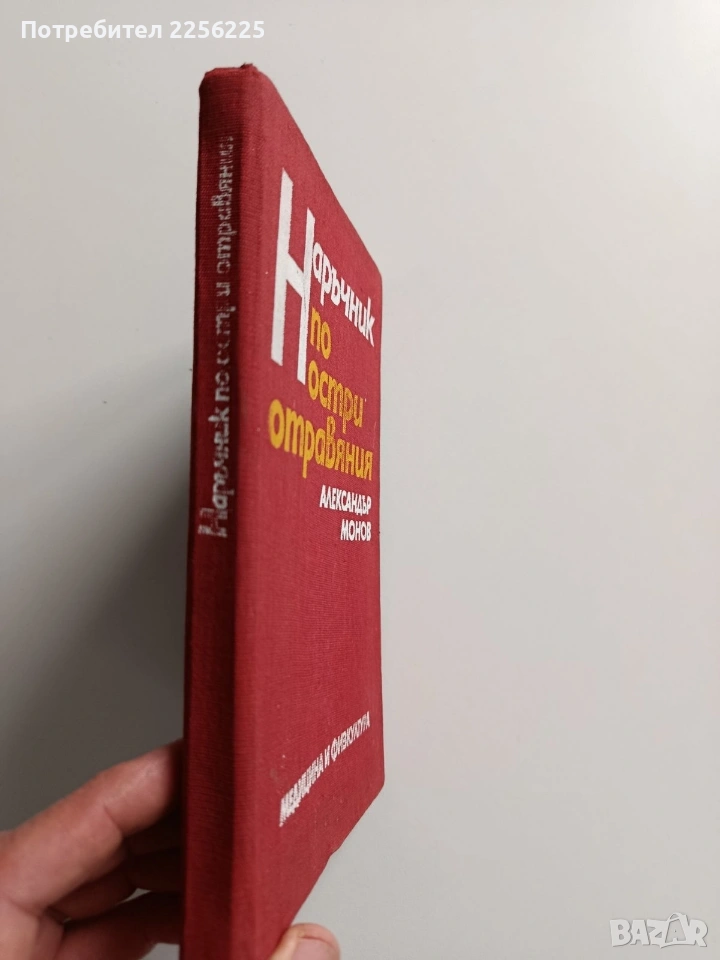 Потребител 2256225
Наръчник по остри отравяния
Наръчник
по
остри
отравяния
АЛЕКСАНДЪР
МОНОВ
МЕДИЦИНА И ФИЗКУЛТУРА
BAZAR